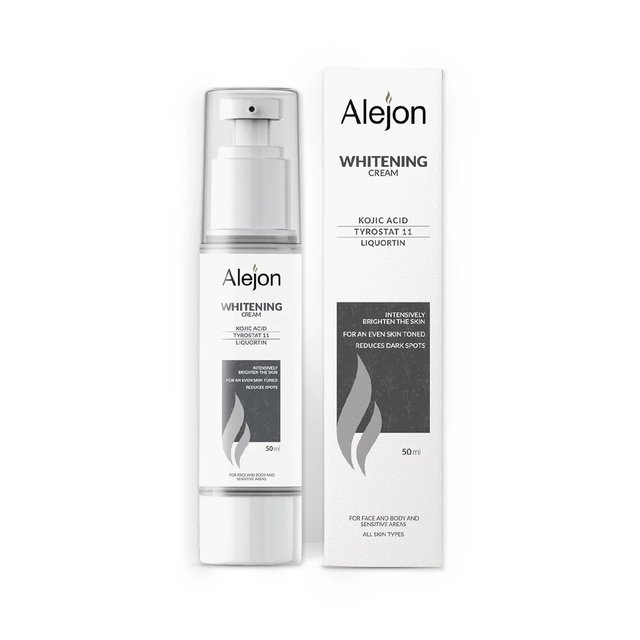 Alejon
WHITENING
CREAM
KOJIC ACID
TYROSTAT 11
LIQUORTIN
INTENSIVELY
BRIGHTEN THE SKIN
FOR AN EVEN SKIN TONED
REDUCES SPOTS
50ml
FOR FACE AND BODY AND
SENSITIVE AREAS
Alejon
WHITENING
CREAM
KOJIC ACID
TYROSTAT 11
LIQUORTIN
INTENSIVELY
BRIGHTEN THE SKIN
FOR AN EVEN SKIN TONED
REDUCES DARK SPOTS
50ml
FOR FACE AND BODY AND
SENSITIVE AREAS
ALL SKIN TYPES